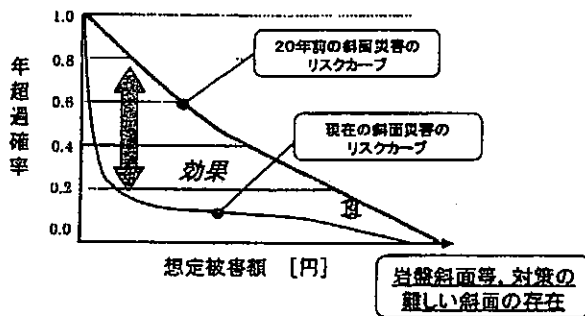 1.0
0.8
0.6
0.4
0.2
0.0
年超過確率
20年前の斜面災害の
リスクカーブ
現在の斜面災害の
リスクカーブ
効果
想定被害額 [円]
岩盤斜面等,対策の
難しい斜面の存在